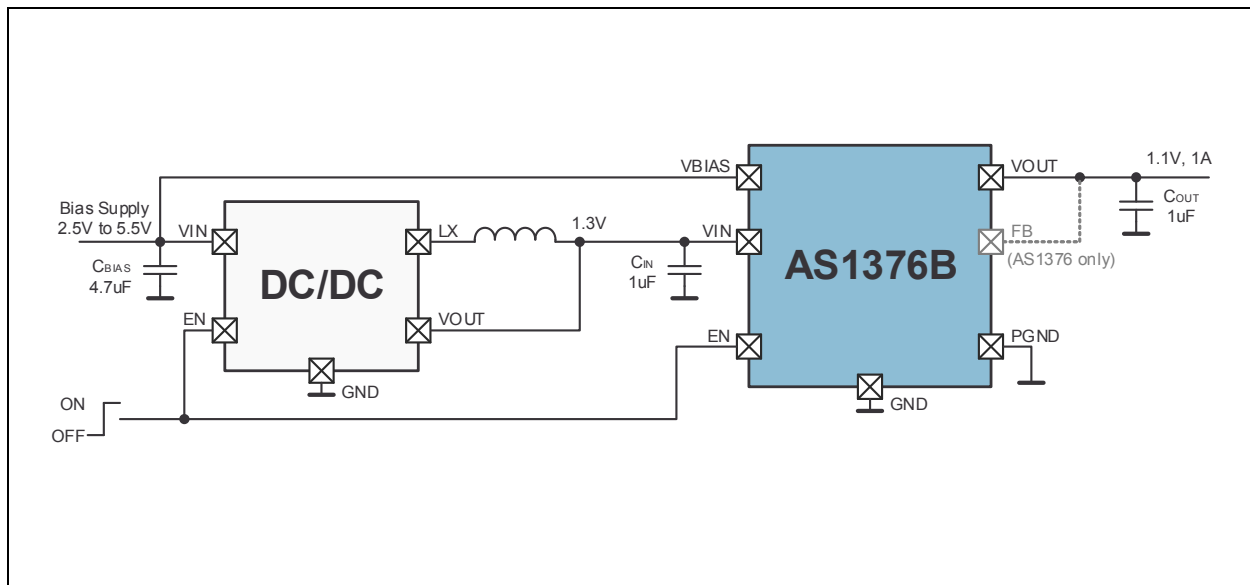 VBIAS
VOUT
1.1V, 1A
Bias Supply
2.5V to 5.5V
VIN
LX
1.3V
VIN
COUT
1uF
FB
(AS1376 only)
CBIAS
4.7uF
DC/DC
CIN
1uF
AS1376B
EN
VOUT
EN
PGND
GND
GND
ON
OFF